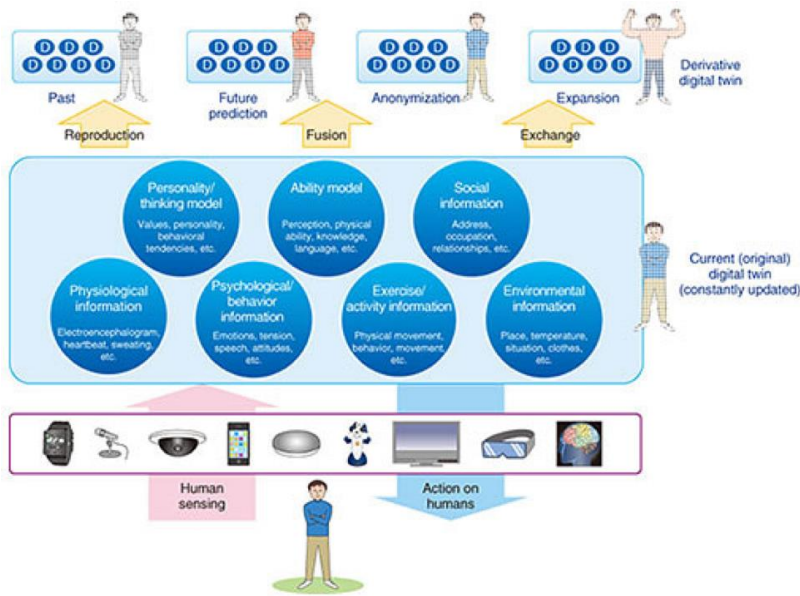 D D D
D D D D
D D D
D D D D
D D D
D D D D
D D D
D D D D
Past
Future
prediction
Anonymization
Expansion
Derivative
digital twin
Reproduction
Fusion
Exchange
Personality/
thinking model
Values, personality,
behavioral
tendencies, etc.
Ability model
Perception, physical
ability, knowledge,
language, etc.
Social
information
Address,
occupation,
relationships, etc.
Physiological
information
Electroencephalogram,
heartbeat, sweating,
etc.
Psychological/
behavior
information
Emotions, tension,
speech, attitudes,
etc.
Exercise/
activity information
Physical movement,
behavior, movement,
etc.
Environmental
information
Place, temperature,
situation, clothes,
etc.
Current (original)
digital twin
(constantly updated)
Human
sensing
Action on
humans